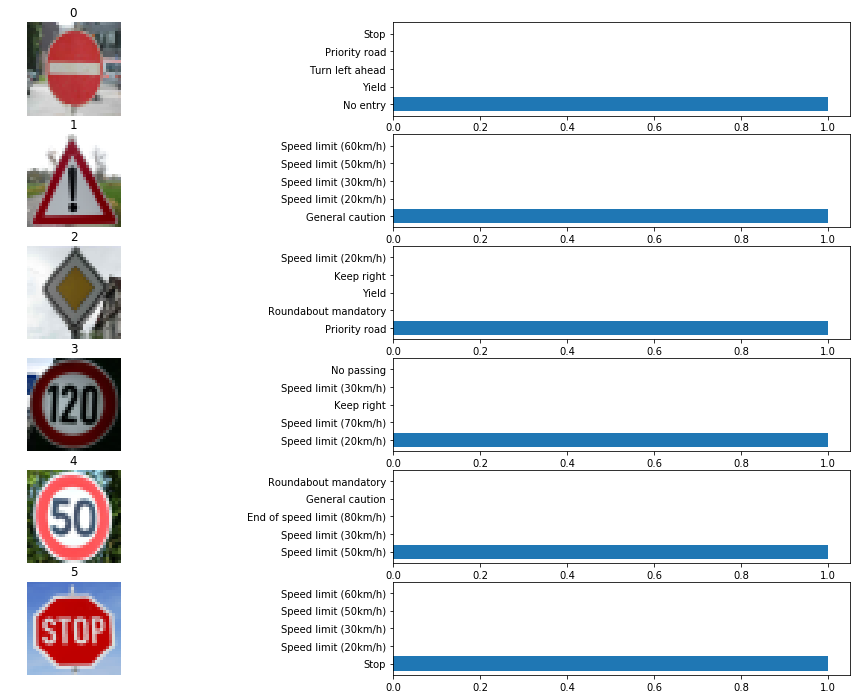 0
Stop
Priority road
Turn left ahead
Yield
No entry
0.0 0.2 0.4 0.6 0.8 1.0
1
Speed limit (60km/h)
Speed limit (50km/h)
Speed limit (30km/h)
Speed limit (20km/h)
General caution
0.0 0.2 0.4 0.6 0.8 1.0
2
Speed limit (20km/h)
Keep right
Yield
Roundabout mandatory
Priority road
0.0 0.2 0.4 0.6 0.8 1.0
3
120
No passing
Speed limit (30km/h)
Keep right
Speed limit (70km/h)
Speed limit (20km/h)
0.0 0.2 0.4 0.6 0.8 1.0
4
50
Roundabout mandatory
General caution
End of speed limit (80km/h)
Speed limit (30km/h)
Speed limit (50km/h)
0.0 0.2 0.4 0.6 0.8 1.0
5
STOP
Speed limit (60km/h)
Speed limit (50km/h)
Speed limit (30km/h)
Speed limit (20km/h)
Stop
0.0 0.2 0.4 0.6 0.8 1.0